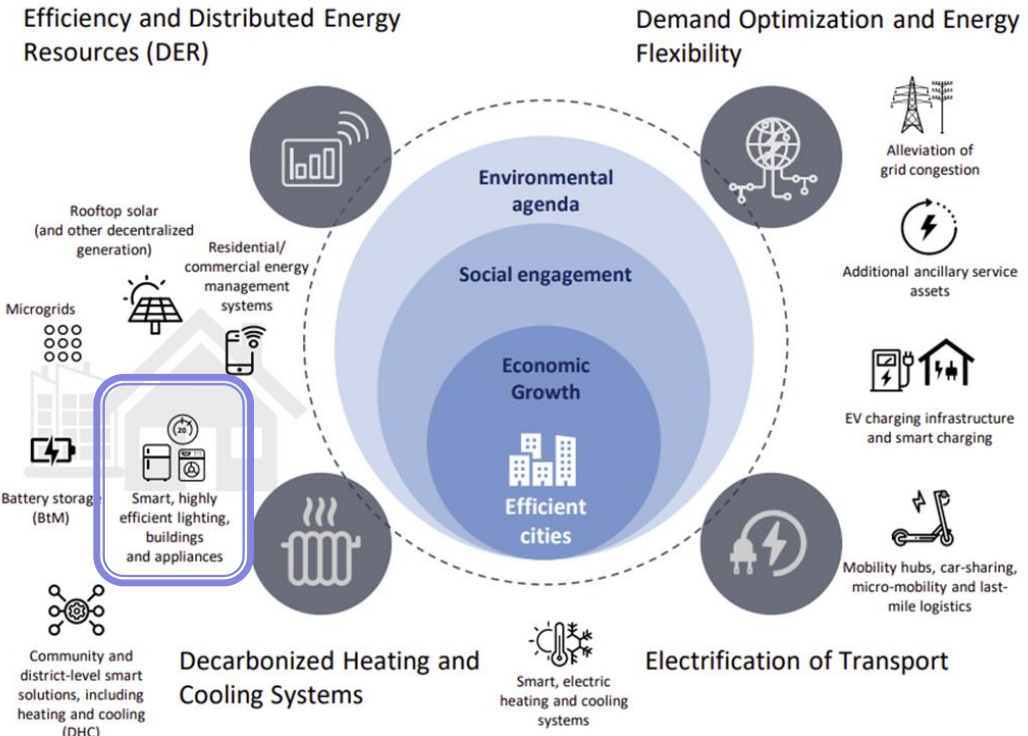 Efficiency and Distributed Energy
Resources (DER)
Demand Optimization and Energy
Flexibility
Alleviation of
grid congestion
Environmental
agenda
Rooftop solar
(and other decentralized
generation)
Residential/
commercial energy
management
systems
Social engagement
Additional ancillary service
assets
Microgrids
Economic
Growth
EV charging infrastructure
and smart charging
20
Battery storage
(BtM)
Smart, highly
efficient lighting,
buildings
and appliances
Efficient
cities
Mobility hubs, car-sharing,
micro-mobility and last-
mile logistics
Community and
district-level smart
solutions, including
heating and cooling
(DHC)
Decarbonized Heating and
Cooling Systems
Smart, electric
heating and cooling
systems
Electrification of Transport